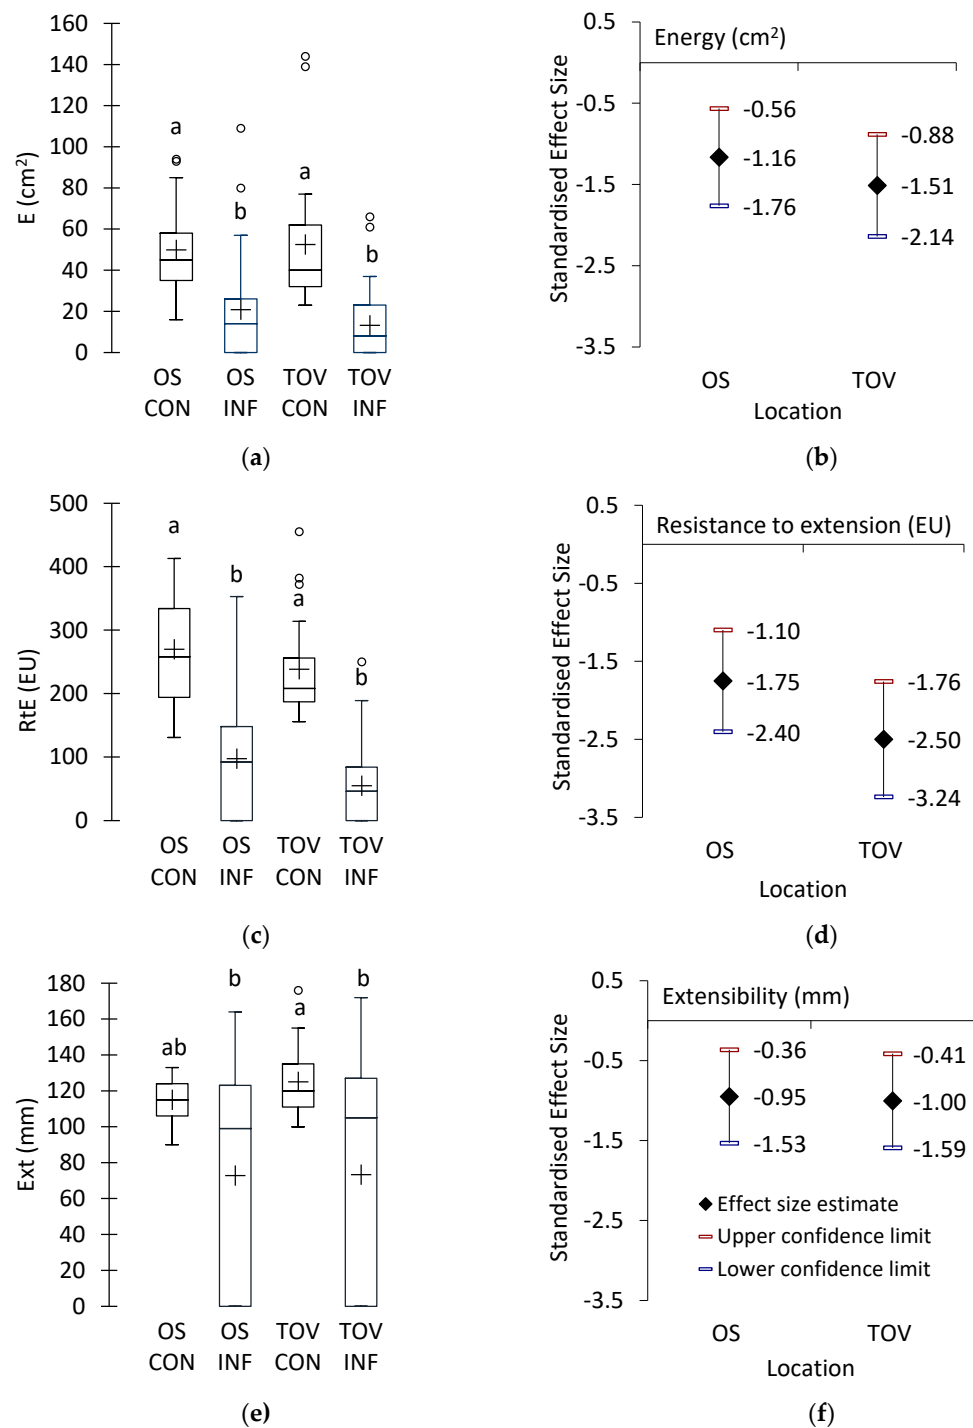 160
140
120
100
80
60
40
20
0
E (cm²)
a
b
a
b
OS OS TOV TOV
CON INF CON INF
(a)
0.5
-0.5
-1.5
-2.5
-3.5
Standardised Effect Size
Energy (cm²)
-0.56
-1.16
-1.76
-0.88
-1.51
-2.14
OS TOV
Location
(b)
500
400
300
200
100
0
RtE (EU)
a
b
a
b
OS OS TOV TOV
CON INF CON INF
(c)
0.5
-0.5
-1.5
-2.5
-3.5
Standardised Effect Size
Resistance to extension (EU)
-1.10
-1.75
-2.40
-1.76
-2.50
-3.24
OS TOV
Location
(d)
180
160
140
120
100
80
60
40
20
0
Ext (mm)
ab
b
a
b
OS OS TOV TOV
CON INF CON INF
(e)
0.5
-0.5
-1.5
-2.5
-3.5
Standardised Effect Size
Extensibility (mm)
-0.36
-0.95
-1.53
-0.41
-1.00
-1.59
Effect size estimate
Upper confidence limit
Lower confidence limit
OS TOV
Location
(f)